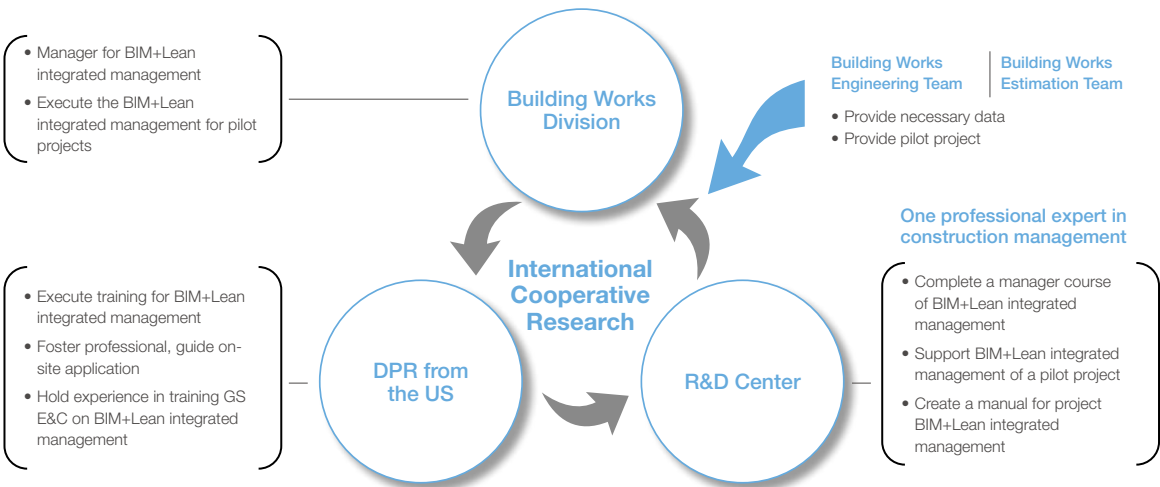 • Manager for BIM+Lean
integrated management
• Execute the BIM+Lean
integrated management for pilot
projects
Building Works
Division
Building Works
Engineering Team
Building Works
Estimation Team
• Provide necessary data
• Provide pilot project
International
Cooperative
Research
• Execute training for BIM+Lean
integrated management
• Foster professional, guide on-
site application
• Hold experience in training GS
E&C on BIM+Lean integrated
management
DPR from
the US
R&D Center
One professional expert in
construction management
• Complete a manager course
of BIM+Lean integrated
management
• Support BIM+Lean integrated
management of a pilot project
• Create a manual for project
BIM+Lean integrated
management